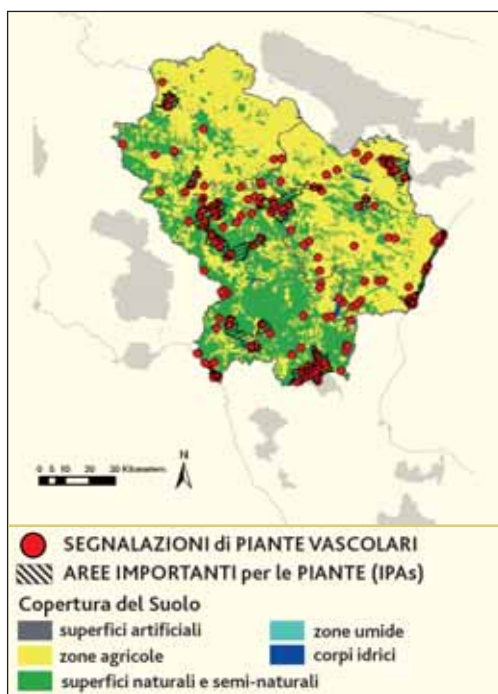 N
0 5 10 20 30 Kilometers
SEGNALAZIONI di PIANTE VASCOLARI
AREE IMPORTANTI per le PIANTE (IPAs)
Copertura del Suolo
superfici artificiali
zone umide
zone agricole
corpi idrici
superfici naturali e semi-naturali